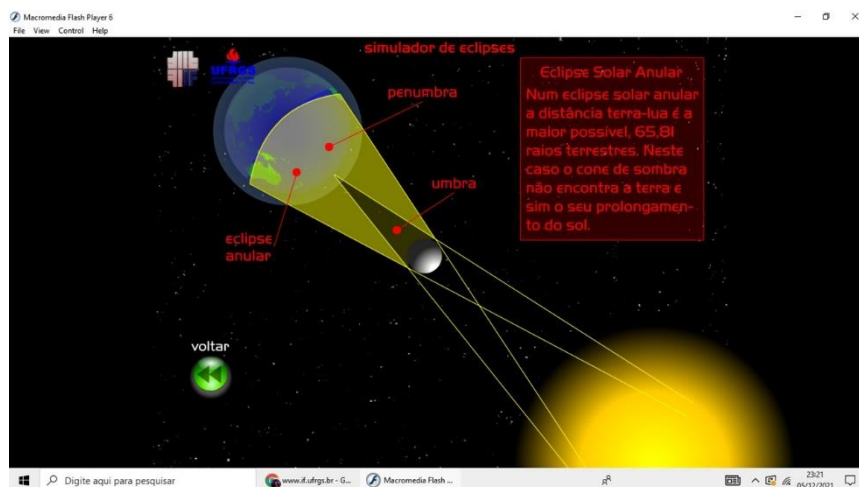 Macromedia Flash Player 6
File View Control Help
simulador de eclipses
UFRGS
Eclipse Solar Anular
Num eclipse solar anular
a distância terra-lua é a
maior possível, 65,81
raios terrestres. Neste
caso o cone de sombra
não encontra a terra e
sim o seu prolongamen-
to do sol.
penumbra
umbra
eclipse
anular
voltar
Digite aqui para pesquisar
www.if.ufrgs.br - G...
Macromedia Flash ...
23:21
05/12/2021